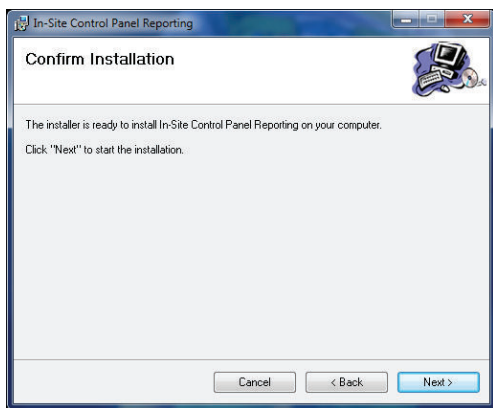 In-Site Control Panel Reporting
Confirm Installation
The installer is ready to install In-Site Control Panel Reporting on your computer.
Click "Next" to start the installation.
Cancel
< Back
Next >